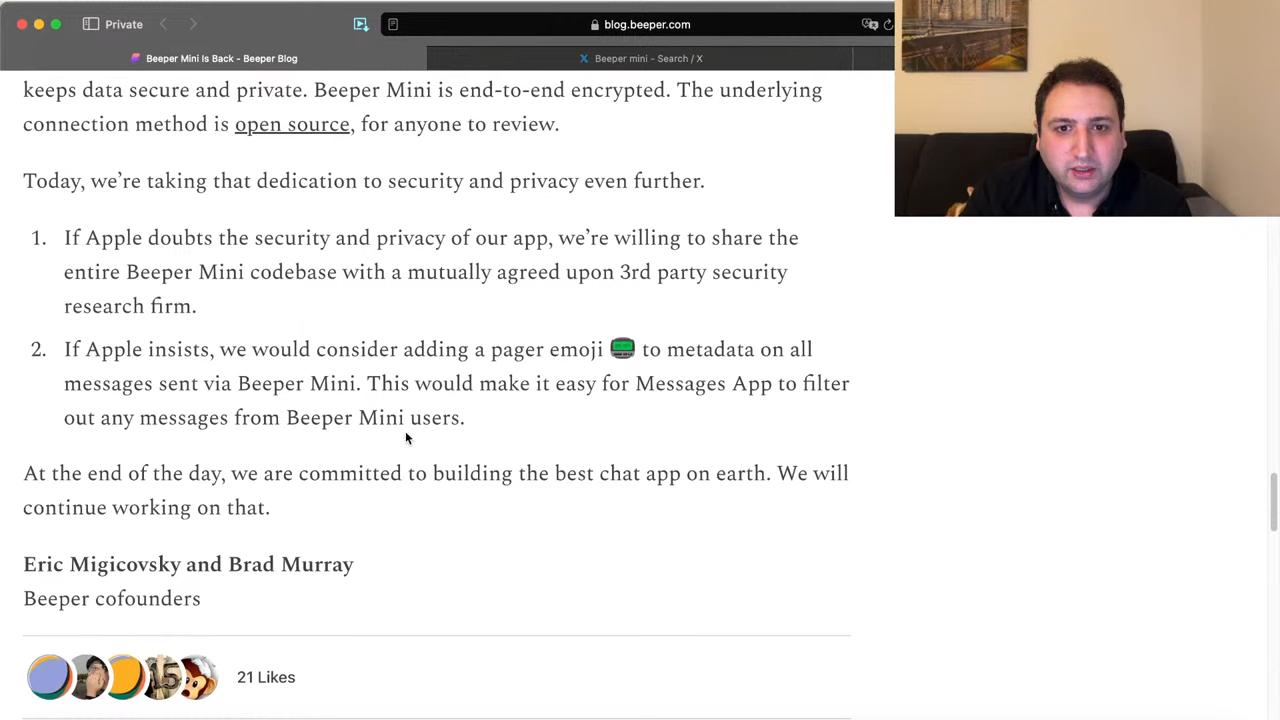 Private
blog.beeper.com
Beeper Mini Is Back - Beeper Blog
Beeper mini - Search / X
keeps data secure and private. Beeper Mini is end-to-end encrypted. The underlying
connection method is open source, for anyone to review.
Today, we’re taking that dedication to security and privacy even further.
1. If Apple doubts the security and privacy of our app, we’re willing to share the
entire Beeper Mini codebase with a mutually agreed upon 3rd party security
research firm.
2. If Apple insists, we would consider adding a pager emoji 📟 to metadata on all
messages sent via Beeper Mini. This would make it easy for Messages App to filter
out any messages from Beeper Mini users.
At the end of the day, we are committed to building the best chat app on earth. We will
continue working on that.
Eric Migicovsky and Brad Murray
Beeper cofounders
21 Likes